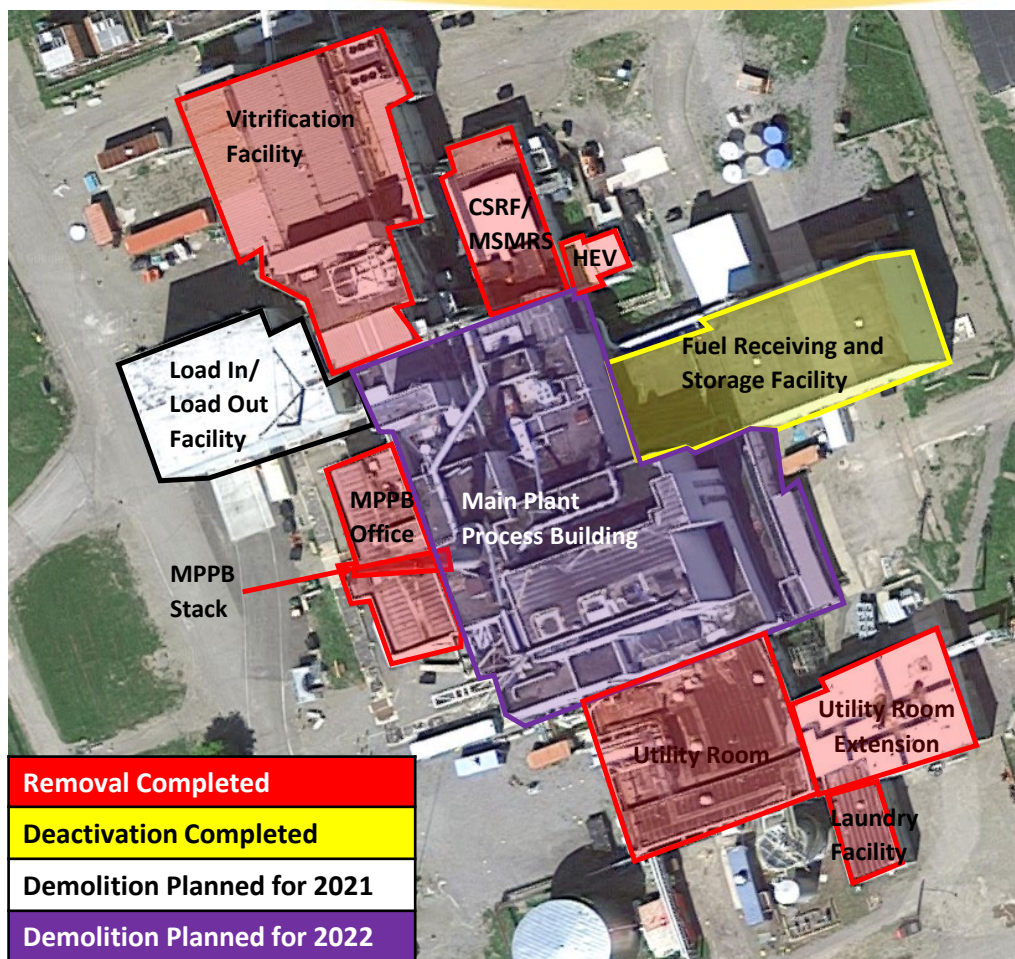 Vitrification
Facility
CSRF/
MSMRS
HEV
Fuel Receiving and
Storage Facility
Load In/
Load Out
Facility
MPPB
Office
Main Plant
Process Building
MPPB
Stack
Utility Room
Utility Room
Extension
Laundry
Facility
Removal Completed
Deactivation Completed
Demolition Planned for 2021
Demolition Planned for 2022